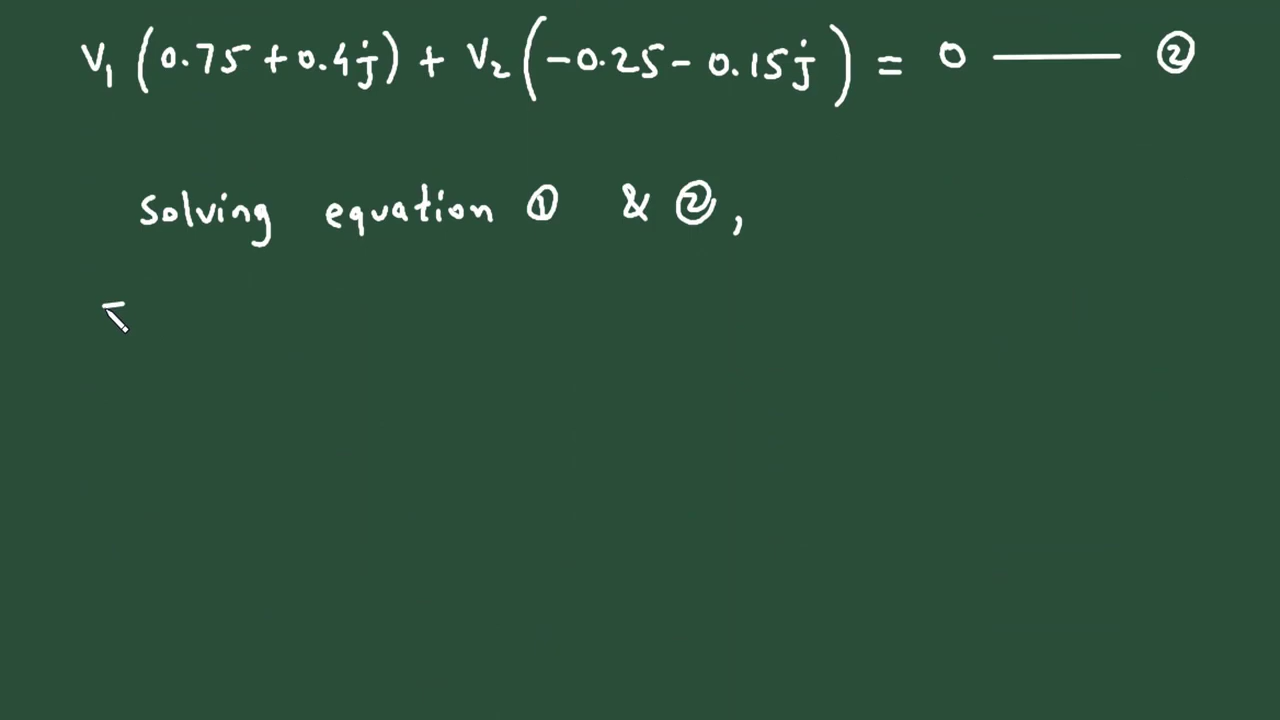 V₁ (0.75 + 0.4j) + V₂ (-0.25 - 0.15j) = 0 —— ②
Solving equation ① & ②,